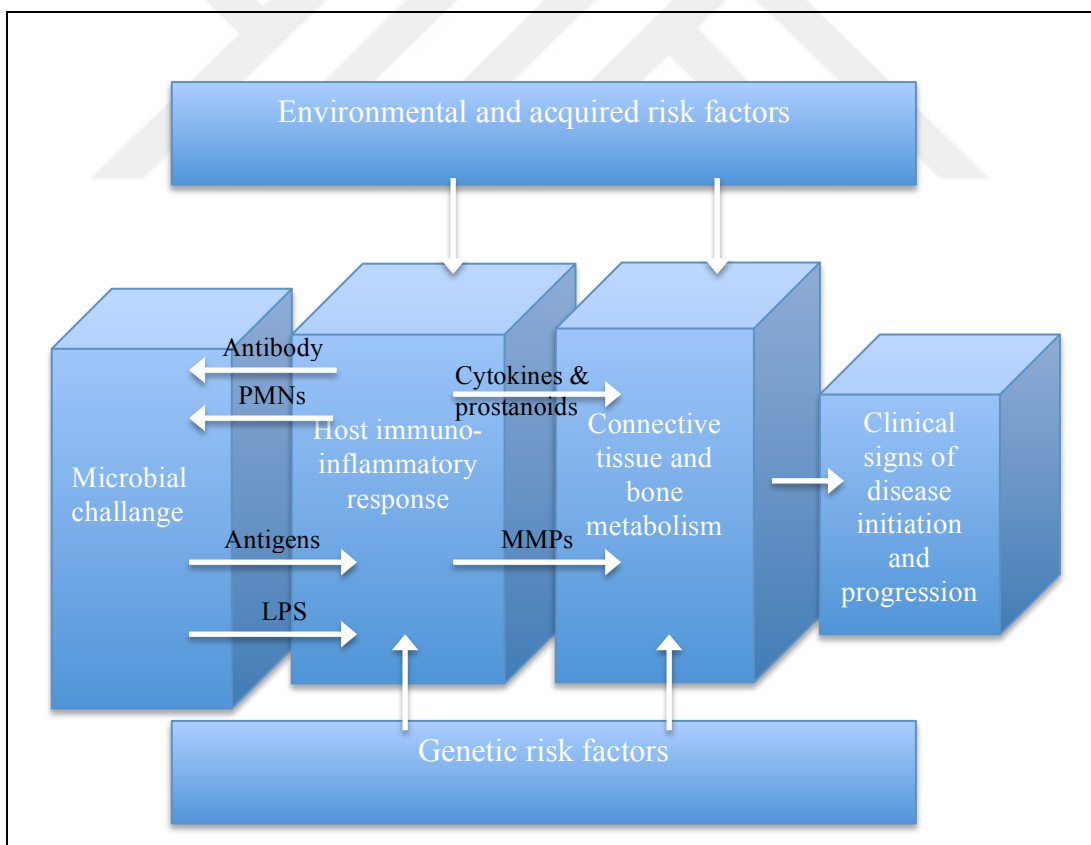 Environmental and acquired risk factors
Antibody
PMNs
Microbial
challange
Antigens
LPS
Host immuno-
inflammatory
response
Cytokines &
prostanoids
MMPs
Connective
tissue and
bone
metabolism
Clinical
signs of
disease
initiation
and
progression
Genetic risk factors